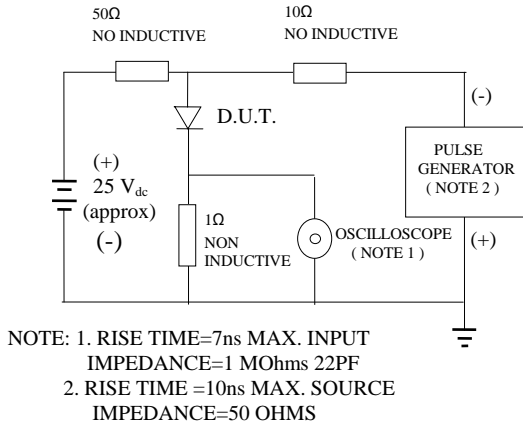 50Ω
NO INDUCTIVE
10Ω
NO INDUCTIVE
D.U.T.
(+)
25 Vdc
(approx)
(-)
1Ω
NON
INDUCTIVE
OSCILLOSCOPE
( NOTE 1 )
(-)
PULSE
GENERATOR
( NOTE 2 )
(+)
NOTE: 1. RISE TIME=7ns MAX. INPUT
IMPEDANCE=1 MOhms 22PF
2. RISE TIME =10ns MAX. SOURCE
IMPEDANCE=50 OHMS